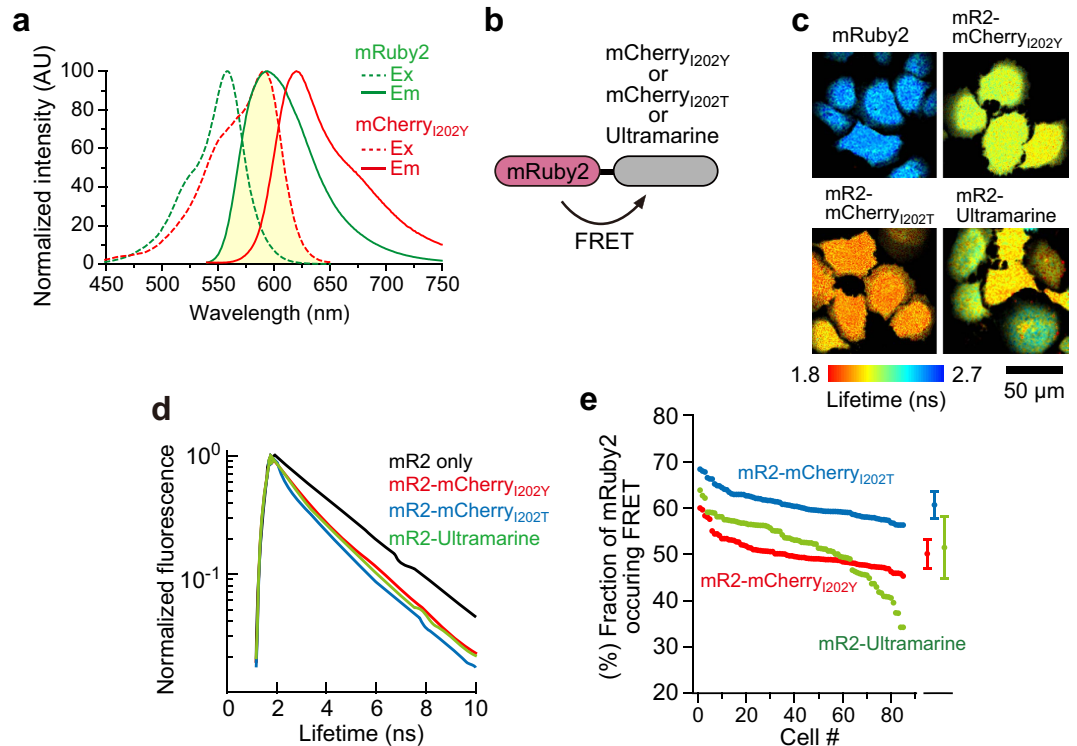 a
mRuby2
Ex
Em
mCherryI202Y
Ex
Em
Normalized intensity (AU)
100
80
60
40
20
0
450 500 550 600 650 700 750
Wavelength (nm)
b
mCherryI202Y
or
mCherryI202T
or
Ultramarine
mRuby2
FRET
c
mRuby2
mR2-
mCherryI202Y
mR2-
mCherryI202T
mR2-
Ultramarine
1.8 2.7
Lifetime (ns)
50 µm
d
Normalized fluorescence
10⁰
10⁻¹
mR2 only
mR2-mCherryI202Y
mR2-mCherryI202T
mR2-Ultramarine
0 2 4 6 8 10
Lifetime (ns)
e
(%) Fraction of mRuby2
occuring FRET
80
70
60
50
40
30
20
mR2-mCherryI202T
mR2-mCherryI202Y
mR2-Ultramarine
0 20 40 60 80
Cell #